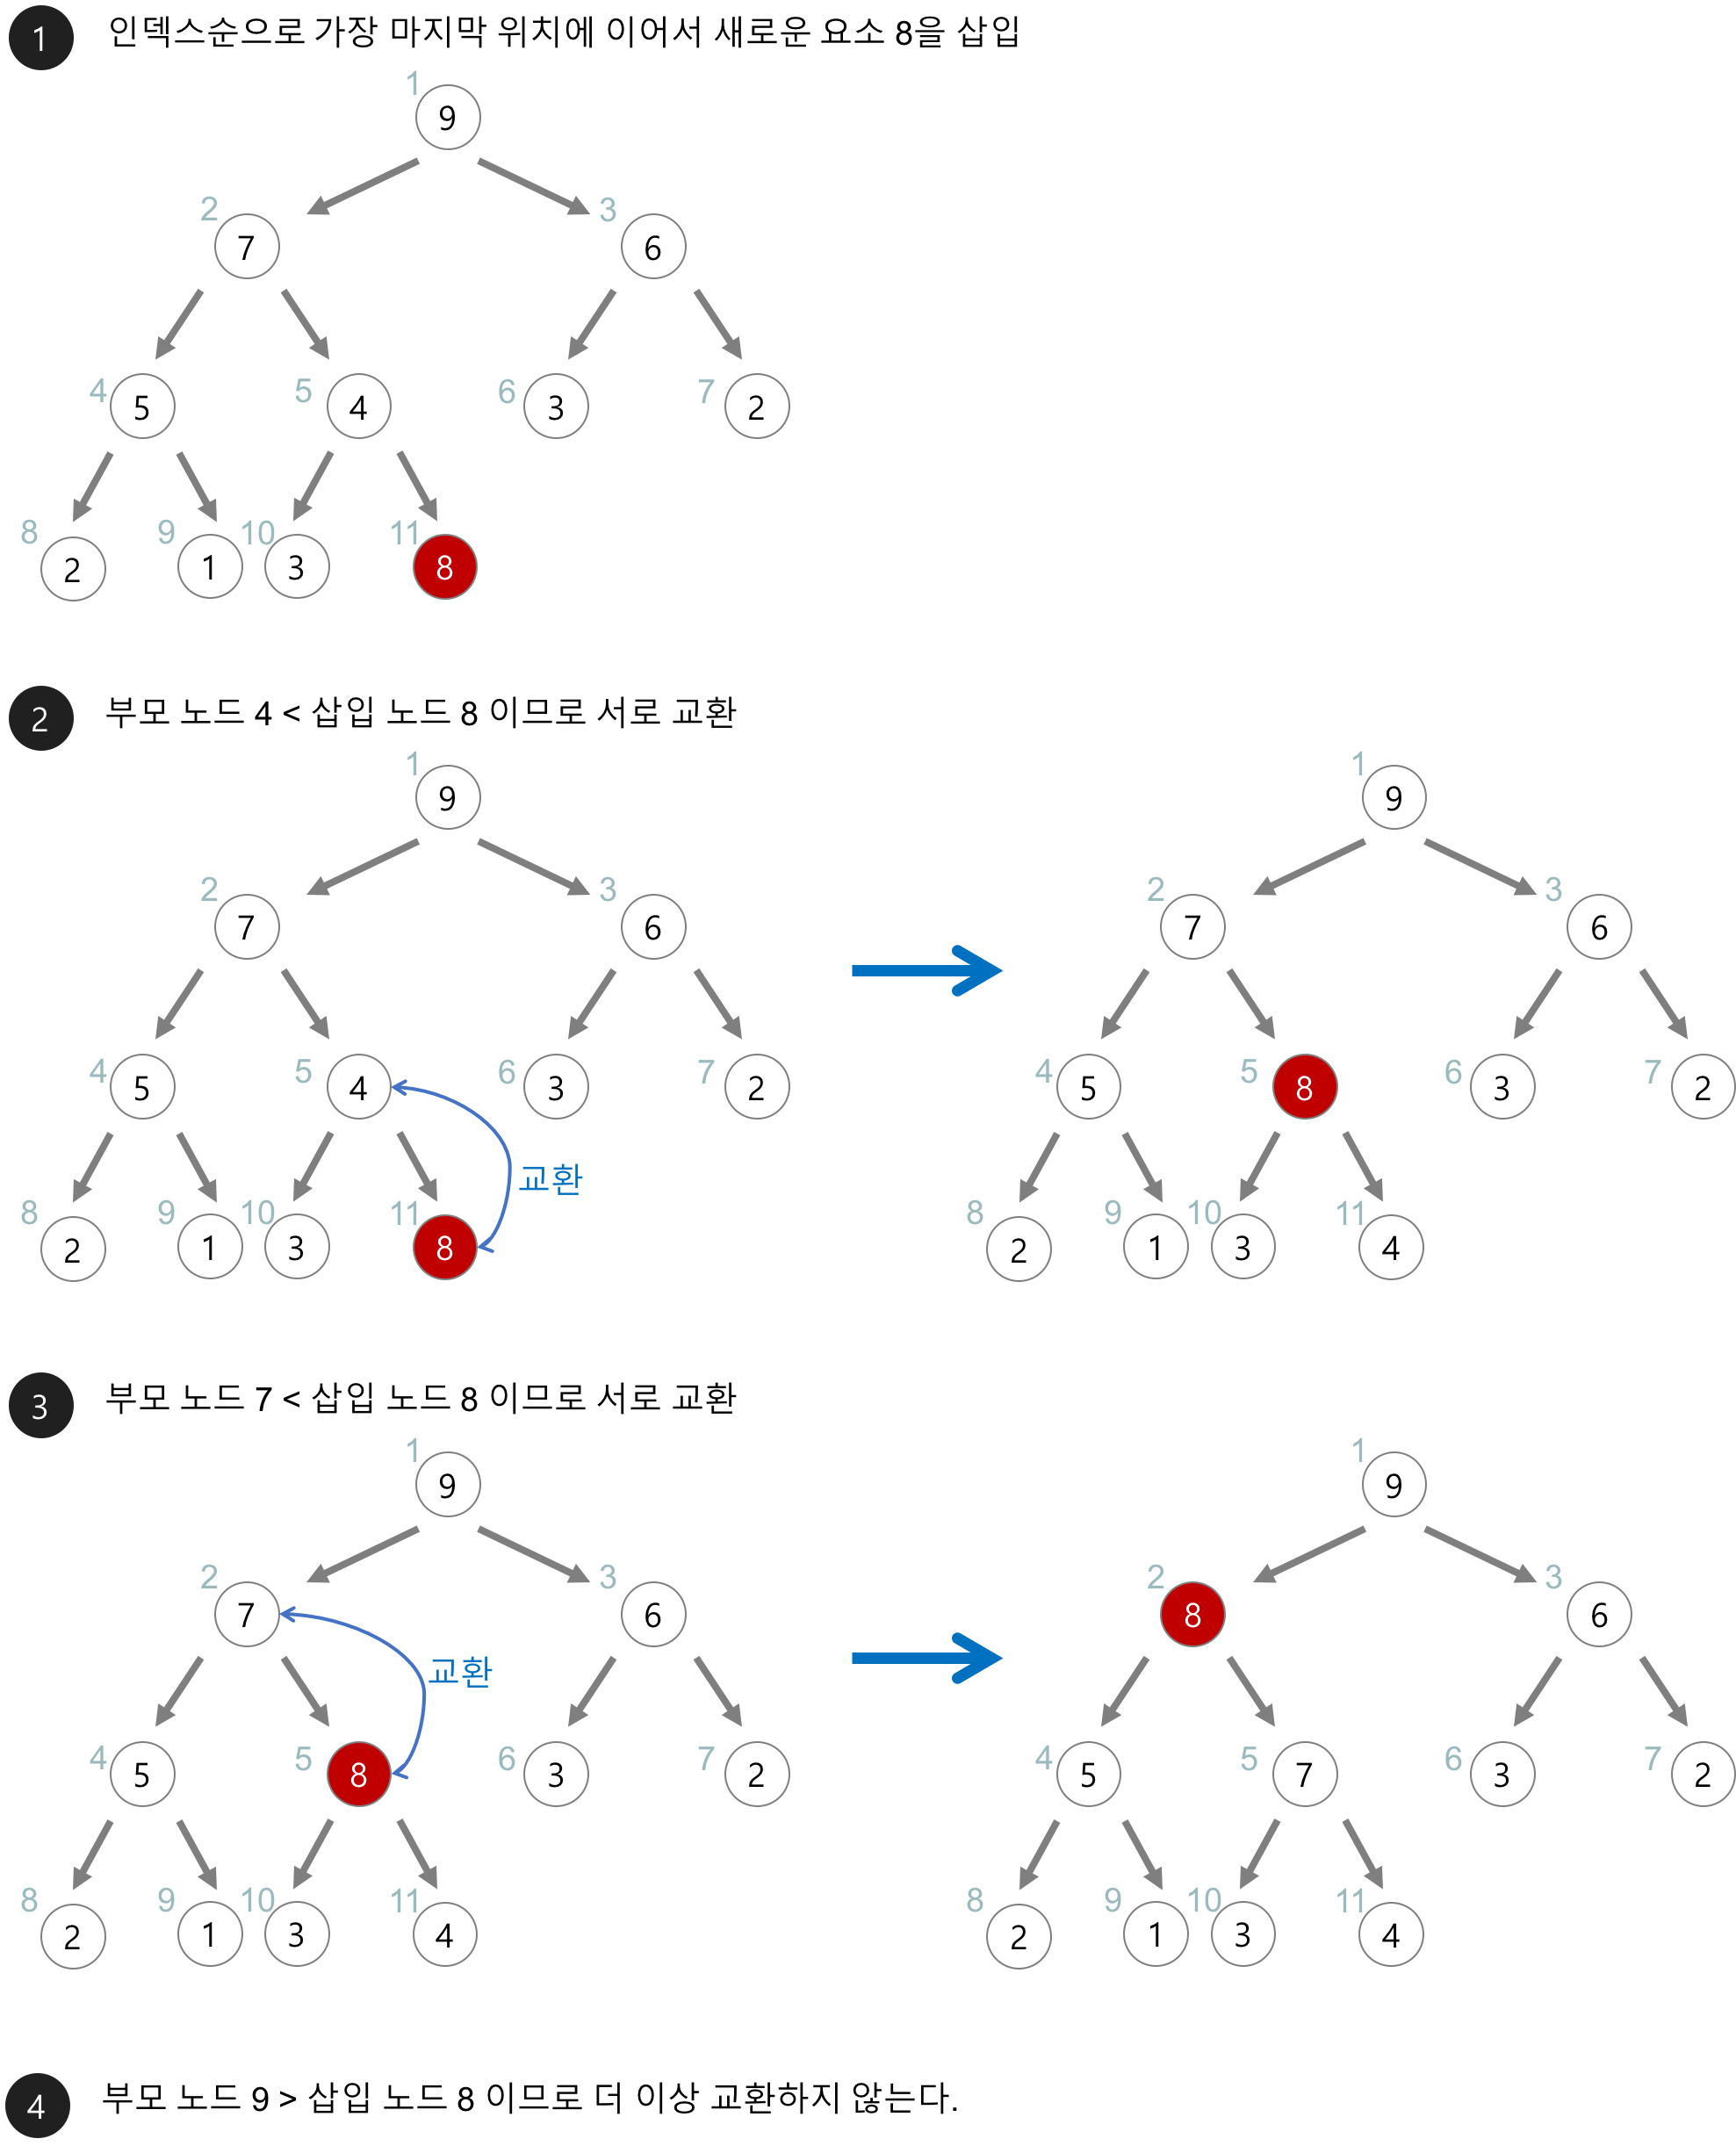 1 인덱스순으로 가장 마지막 위치에 이어서 새로운 요소 8을 삽입
1
9
2 3
7 6
4 5 6 7
5 4 3 2
8 9 10 11
2 1 3 8
2 부모 노드 4 < 삽입 노드 8 이므로 서로 교환
1 1
9 9
2 3 2 3
7 6 7 6
4 5 6 7 4 5 6 7
5 4 3 2 5 8 3 2
교환
8 9 10 11 8 9 10 11
2 1 3 8 2 1 3 4
3 부모 노드 7 < 삽입 노드 8 이므로 서로 교환
1 1
9 9
2 3 2 3
7 6 8 6
교환
4 5 6 7 4 5 6 7
5 8 3 2 5 7 3 2
8 9 10 11 8 9 10 11
2 1 3 4 2 1 3 4
4 부모 노드 9 > 삽입 노드 8 이므로 더 이상 교환하지 않는다.